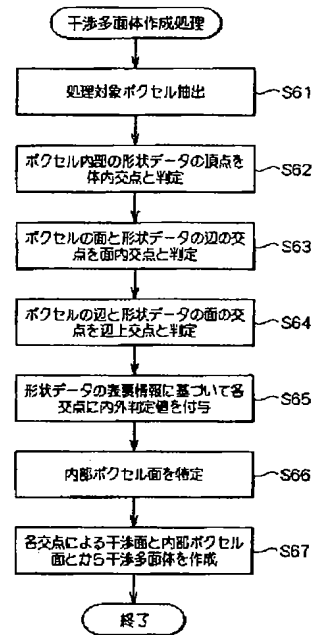 干渉多面体作成処理
処理対象ボクセル抽出
S61
ボクセル内部の形状データの頂点を
体内交点と判定
S62
ボクセルの面と形状データの辺の交
点を面内交点と判定
S63
ボクセルの辺と形状データの面の交
点を辺上交点と判定
S64
形状データの表裏情報に基づいて各
交点に内外判定値を付与
S65
内部ボクセル面を特定
S66
各交点による干渉面と内部ボクセル
面とから干渉多面体を作成
S67
終了